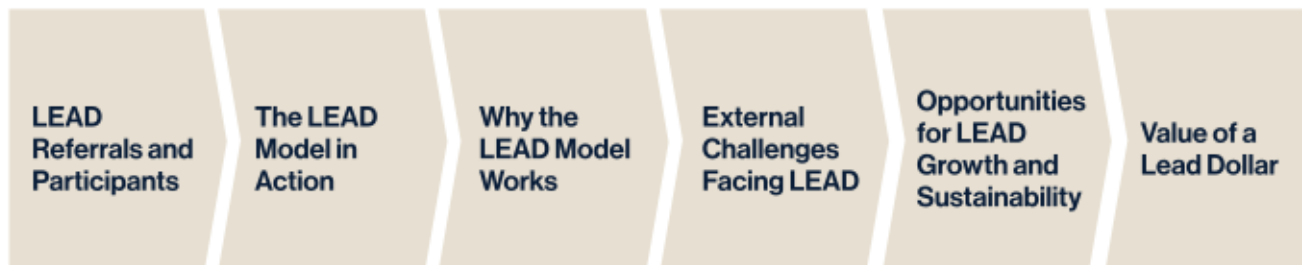 LEAD
Referrals and
Participants
The LEAD
Model in
Action
Why the
LEAD Model
Works
External
Challenges
Facing LEAD
Opportunities
for LEAD
Growth and
Sustainability
Value of a
Lead Dollar